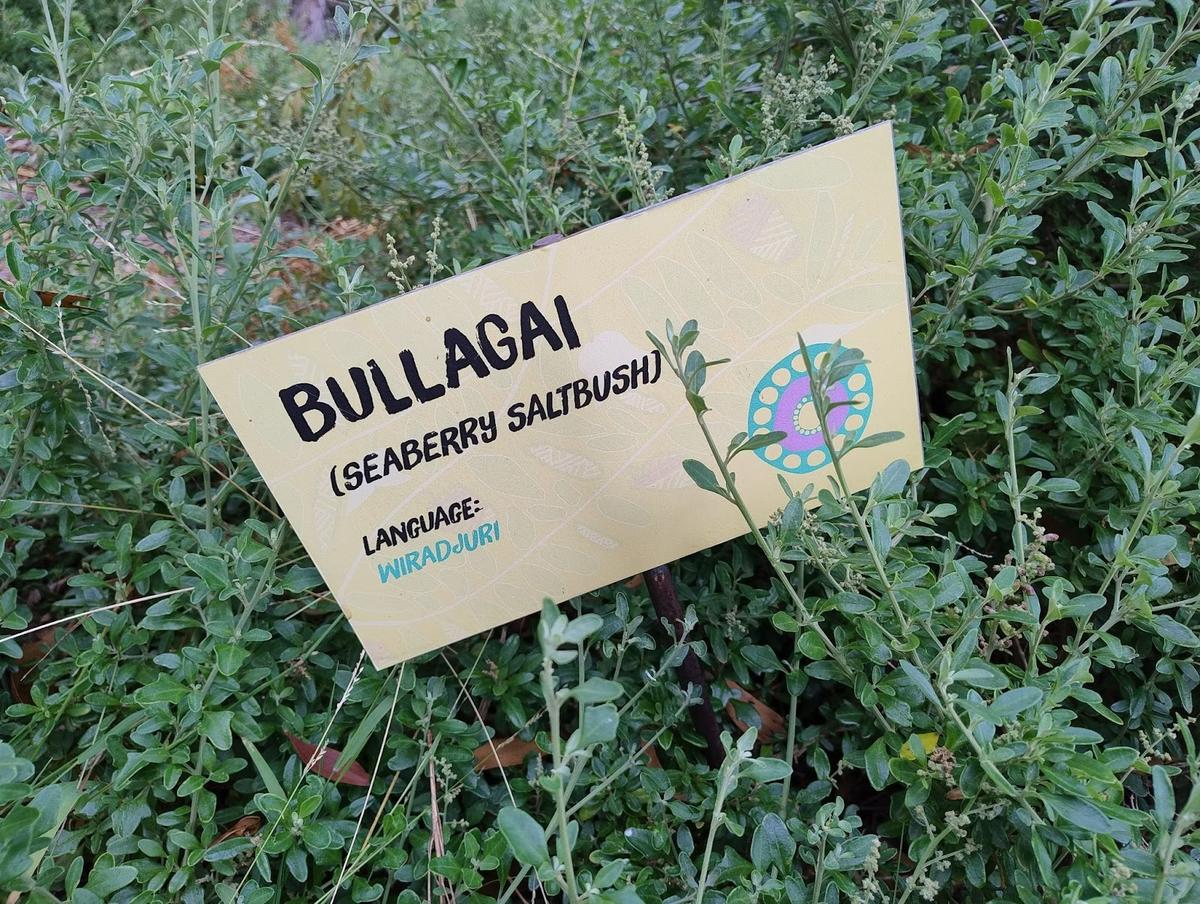 BULLAGAI
(SEABERRY SALTBUSH)
LANGUAGE:
WIRADJURI